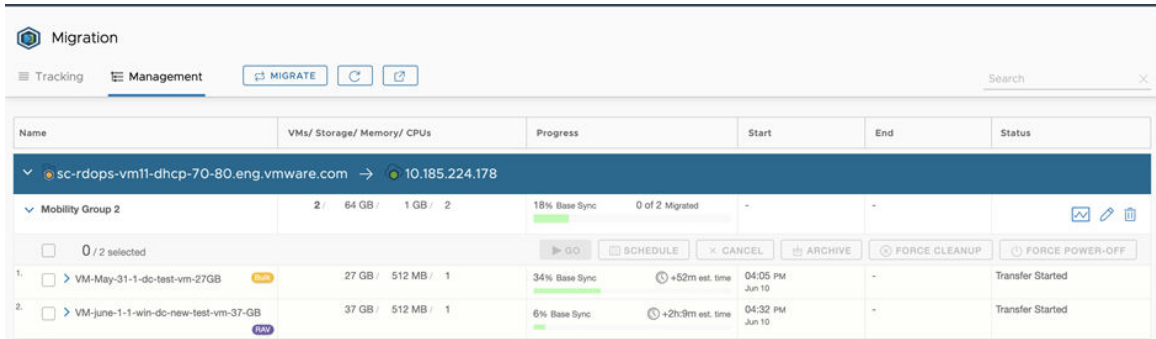 Migration
Tracking Management MIGRATE Search
Name VMs/ Storage/ Memory/ CPUs Progress Start End Status
sc-rdops-vm11-dhcp-70-80.eng.vmware.com → 10.185.224.178
Mobility Group 2 2 / 64 GB / 1 GB / 2 18% Base Sync 0 of 2 Migrated - -
0 / 2 selected GO SCHEDULE CANCEL ARCHIVE FORCE CLEANUP FORCE POWER-OFF
1. VM-May-31-1-dc-test-vm-27GB Bulk 27 GB / 512 MB / 1 34% Base Sync +52m est. time 04:05 PM - Transfer Started
Jun 10
2. VM-june-1-1-win-dc-new-test-vm-37-GB 37 GB / 512 MB / 1 6% Base Sync +2h:9m est. time 04:32 PM - Transfer Started
RAV Jun 10